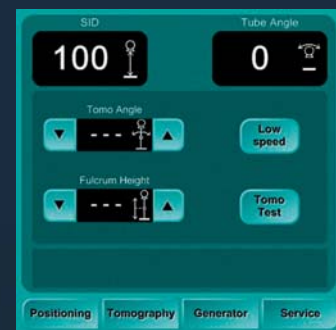 SID
Tube Angle
100
0
Tomo Angle
---
Low
speed
Fulcrum Height
---
Tomo
Test
Positioning
Tomography
Generator
Service